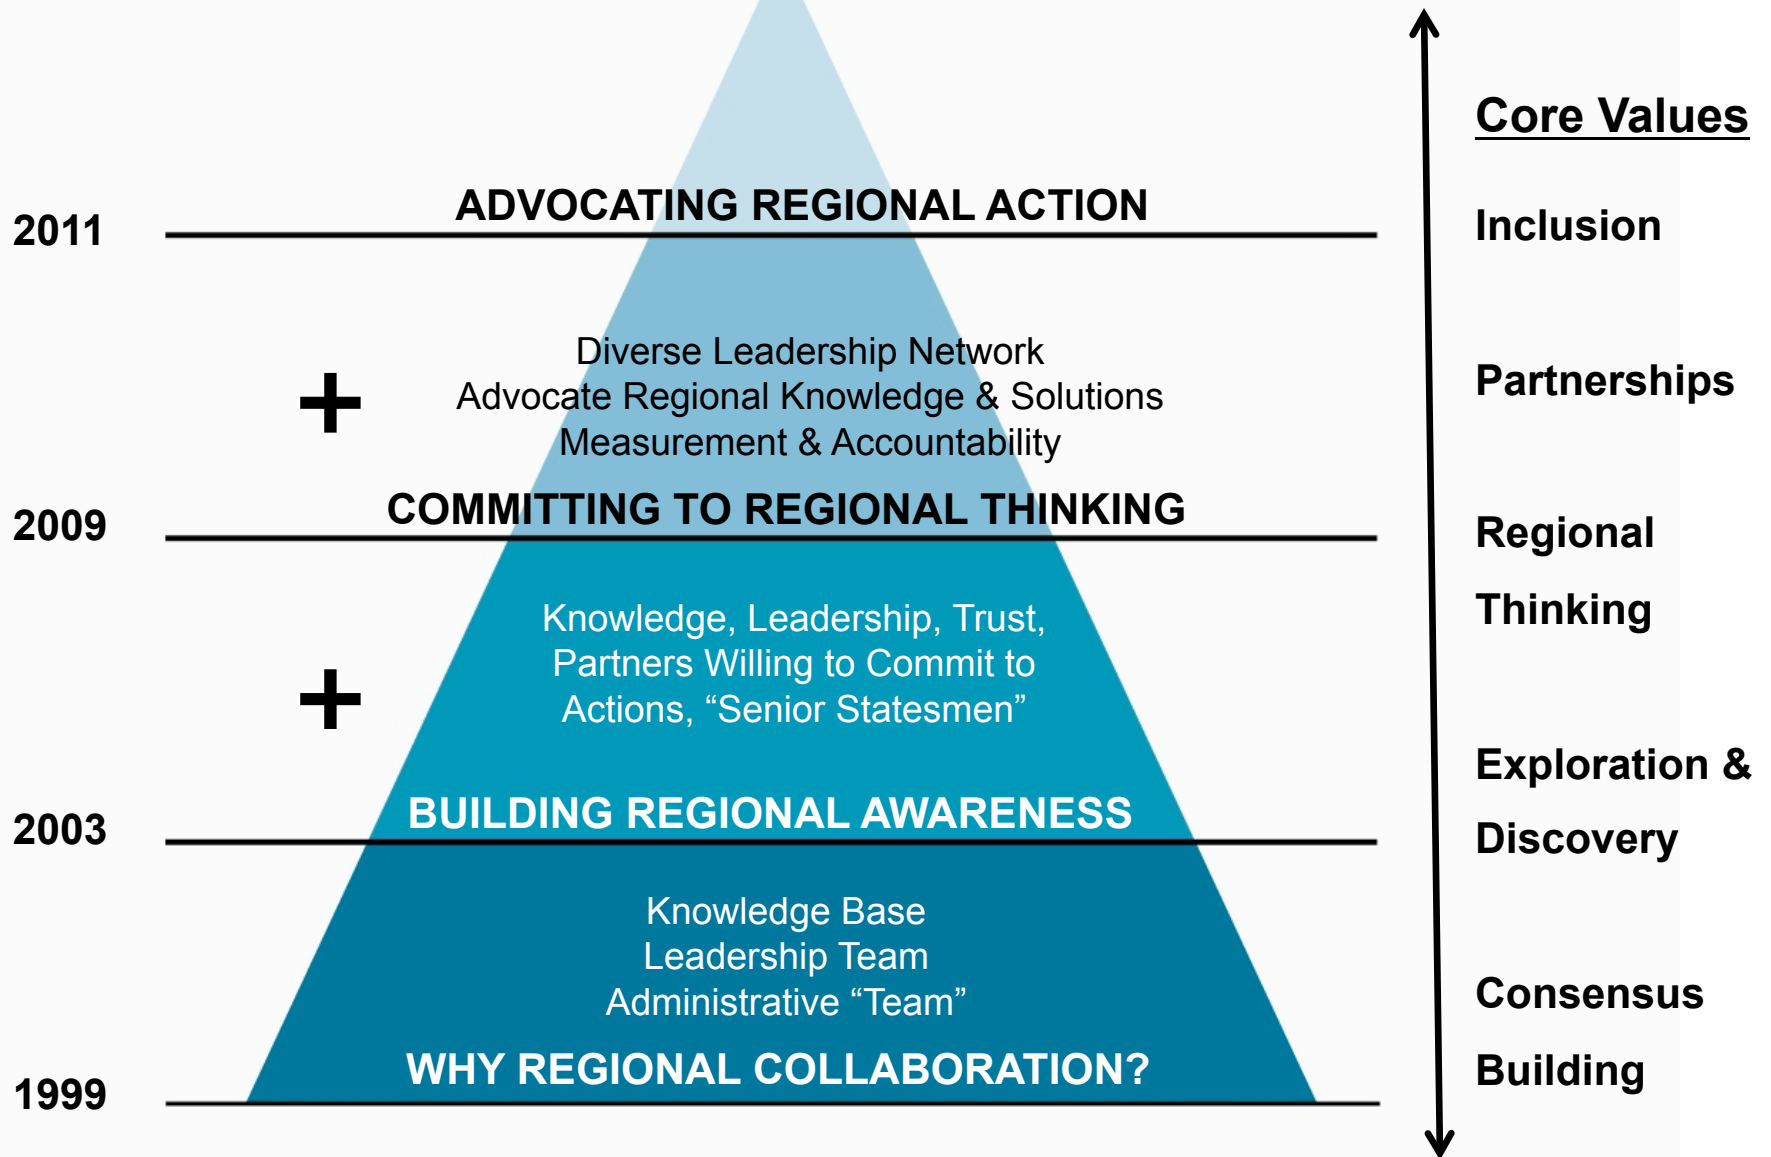 2011
ADVOCATING REGIONAL ACTION
+
Diverse Leadership Network
Advocate Regional Knowledge & Solutions
Measurement & Accountability
2009
COMMITTING TO REGIONAL THINKING
+
Knowledge, Leadership, Trust,
Partners Willing to Commit to
Actions, “Senior Statesmen”
2003
BUILDING REGIONAL AWARENESS
Knowledge Base
Leadership Team
Administrative “Team”
1999
WHY REGIONAL COLLABORATION?
Core Values
Inclusion
Partnerships
Regional
Thinking
Exploration &
Discovery
Consensus
Building